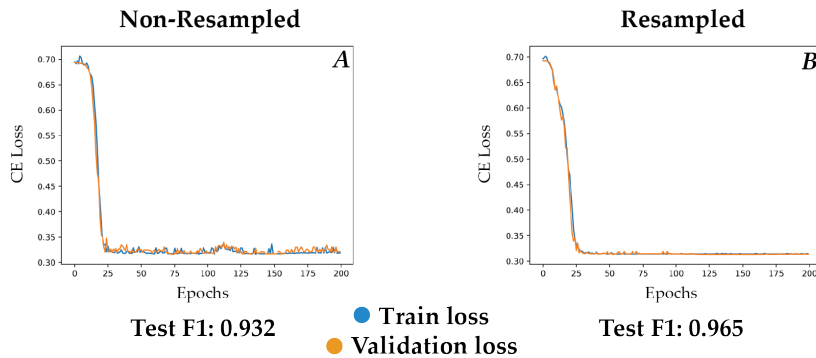 Non-Resampled
A
0.70
0.65
0.60
0.55
0.50
0.45
0.40
0.35
0.30
CE Loss
0 25 50 75 100 125 150 175 200
Epochs
Test F1: 0.932
Resampled
B
0.70
0.65
0.60
0.55
0.50
0.45
0.40
0.35
0.30
CE Loss
0 25 50 75 100 125 150 175 200
Epochs
Test F1: 0.965
Train loss
Validation loss